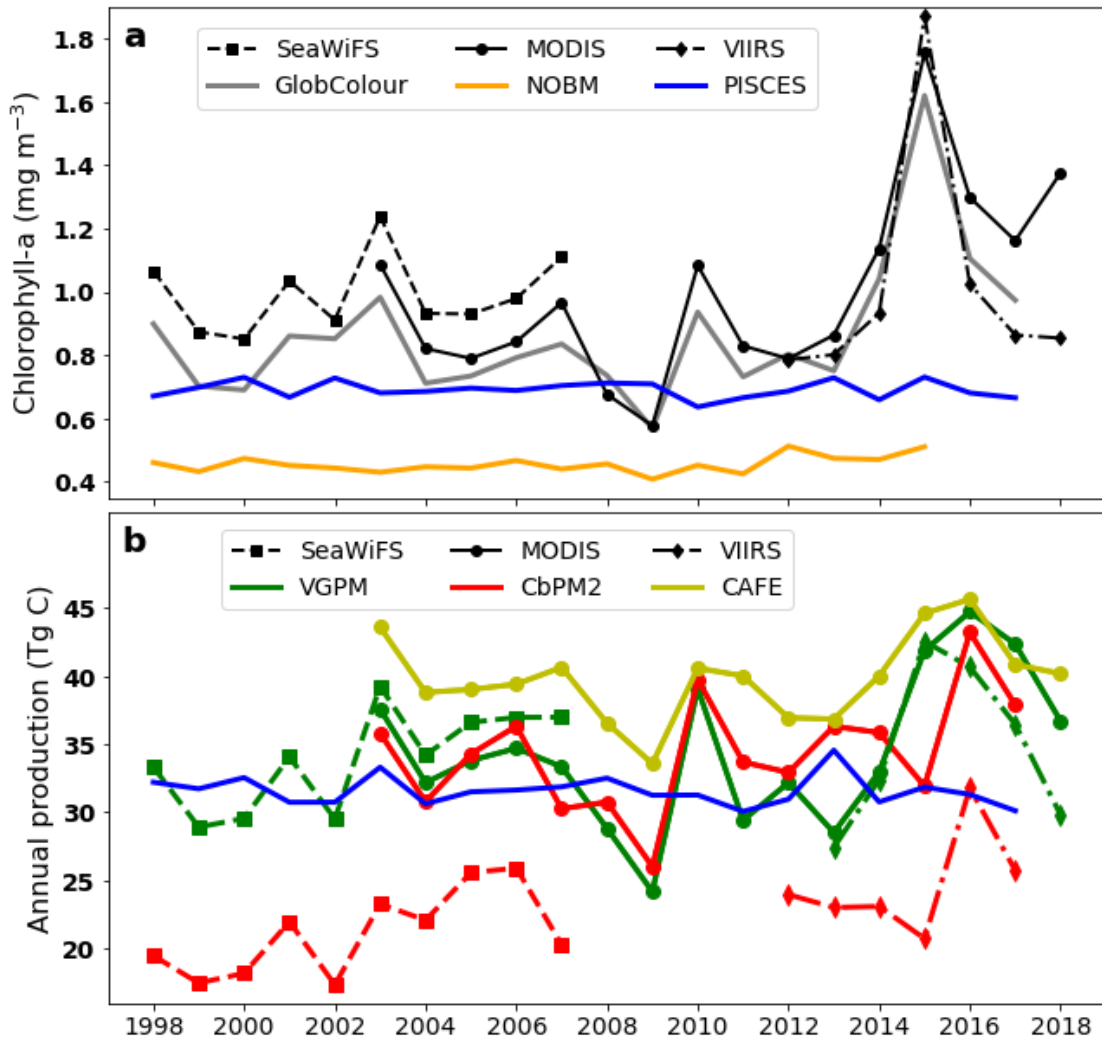 a
SeaWiFS MODIS VIIRS
GlobColour NOBM PISCES
Chlorophyll-a (mg m⁻³)
1.8
1.6
1.4
1.2
1.0
0.8
0.6
0.4
b
SeaWiFS MODIS VIIRS
VGPM CbPM2 CAFE
Annual production (Tg C)
45
40
35
30
25
20
1998 2000 2002 2004 2006 2008 2010 2012 2014 2016 2018